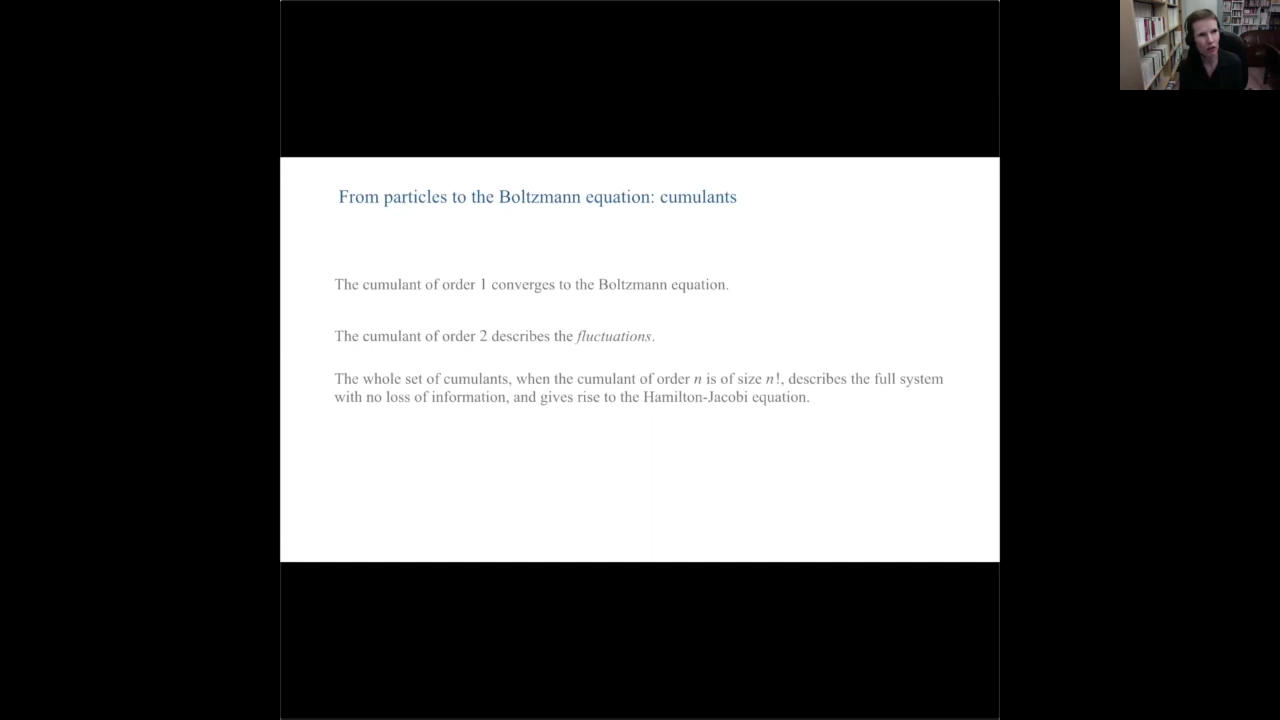 From particles to the Boltzmann equation: cumulants
The cumulant of order 1 converges to the Boltzmann equation.
The cumulant of order 2 describes the fluctuations.
The whole set of cumulants, when the cumulant of order n is of size n!, describes the full system
with no loss of information, and gives rise to the Hamilton-Jacobi equation.